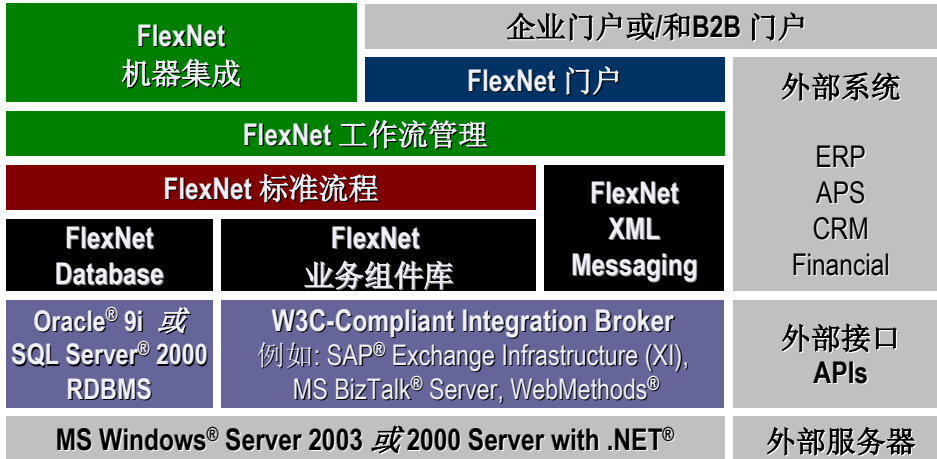 FlexNet
机器集成
企业门户或/和B2B 门户
FlexNet 门户
外部系统
ERP
APS
CRM
Financial
FlexNet 工作流管理
FlexNet 标准流程
FlexNet
XML
Messaging
FlexNet
Database
FlexNet
业务组件库
Oracle® 9i 或
SQL Server® 2000
RDBMS
W3C-Compliant Integration Broker
例如: SAP® Exchange Infrastructure (XI),
MS BizTalk® Server, WebMethods®
外部接口
APIs
MS Windows® Server 2003 或 2000 Server with .NET®
外部服务器